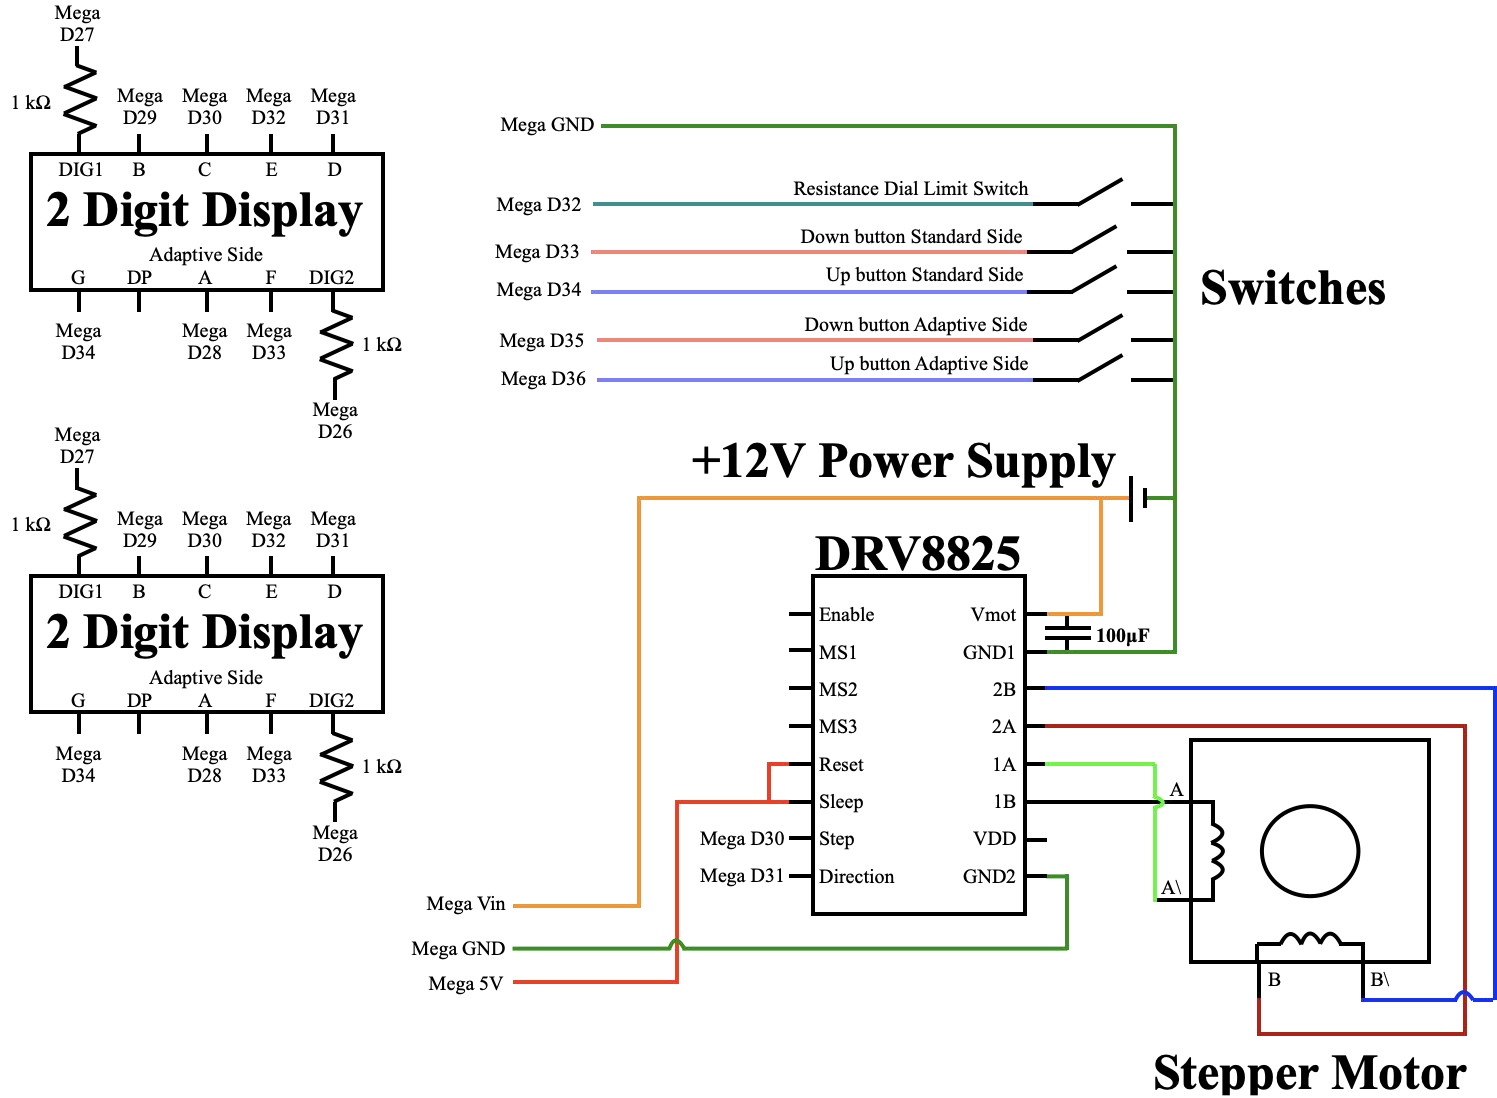 Mega
D27
1 kΩ
Mega Mega Mega Mega
D29 D30 D32 D31
DIG1 B C E D
2 Digit Display
Adaptive Side
G DP A F DIG2
Mega Mega Mega
D34 D28 D33
1 kΩ
Mega
D26
Mega
D27
1 kΩ
Mega Mega Mega Mega
D29 D30 D32 D31
DIG1 B C E D
2 Digit Display
Adaptive Side
G DP A F DIG2
Mega Mega Mega
D34 D28 D33
1 kΩ
Mega
D26
Mega GND
Mega D32 Resistance Dial Limit Switch
Mega D33 Down button Standard Side
Mega D34 Up button Standard Side
Mega D35 Down button Adaptive Side
Mega D36 Up button Adaptive Side
Switches
+12V Power Supply
DRV8825
Enable Vmot
100µF
MS1 GND1
MS2 2B
MS3 2A
Reset 1A
Sleep 1B
Mega D30 Step VDD
Mega D31 Direction GND2
Mega Vin
Mega GND
Mega 5V
A
A\
B B\
Stepper Motor